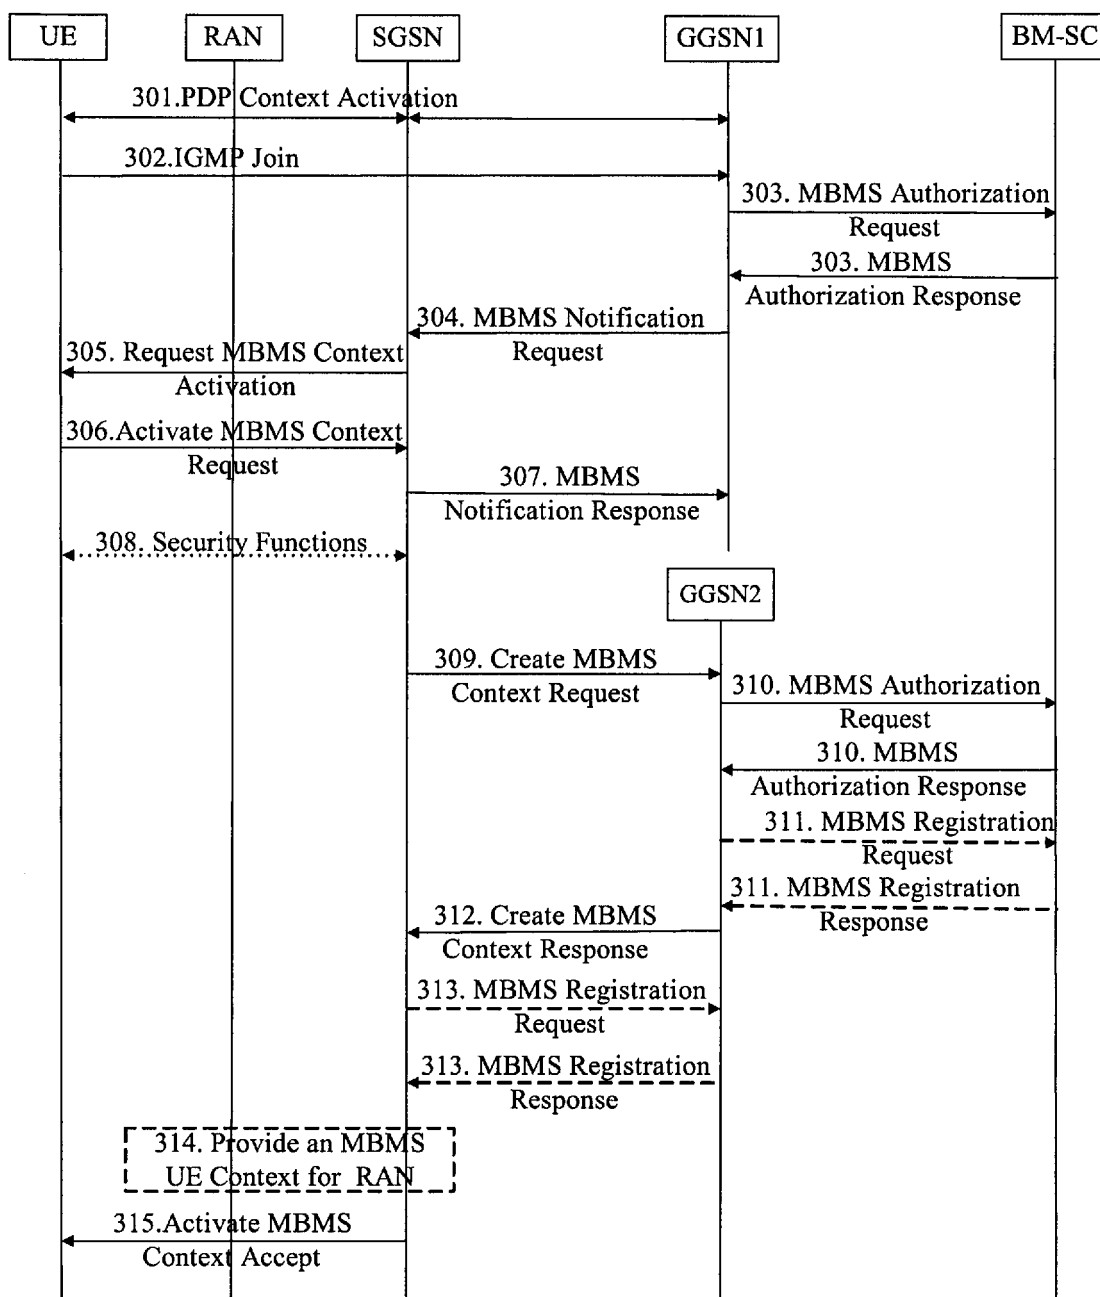 UE RAN SGSN GGSN1 BM-SC
301.PDP Context Activation
302.IGMP Join
303. MBMS Authorization
Request
303. MBMS
Authorization Response
304. MBMS Notification
Request
305. Request MBMS Context
Activation
306.Activate MBMS Context
Request
307. MBMS
Notification Response
308. Security Functions
GGSN2
309. Create MBMS
Context Request
310. MBMS Authorization
Request
310. MBMS
Authorization Response
311. MBMS Registration
Request
311. MBMS Registration
Response
312. Create MBMS
Context Response
313. MBMS Registration
Request
313. MBMS Registration
Response
314. Provide an MBMS
UE Context for RAN
315.Activate MBMS
Context Accept